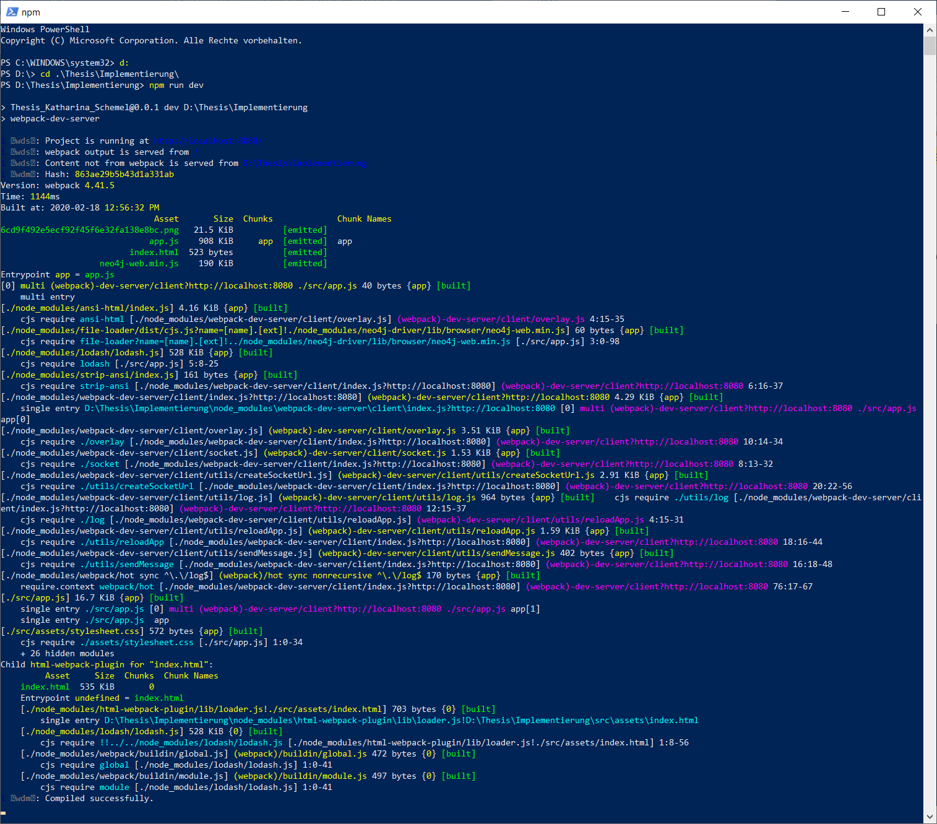 npm
Windows PowerShell
Copyright (C) Microsoft Corporation. Alle Rechte vorbehalten.
PS C:\WINDOWS\system32> d:
PS D:\> cd .\Thesis\Implementierung\
PS D:\Thesis\Implementierung> npm run dev
> Thesis_Katharina_Schemel@0.0.1 dev D:\Thesis\Implementierung
> webpack-dev-server
「wds」: Project is running at http://localhost:8080/
「wds」: webpack output is served from
「wds」: Content not from webpack is served from D:\Thesis\Implementierung
「wdm」: Hash: 863ae29b5b43d1a331ab
Version: webpack 4.41.5
Time: 1144ms
Built at: 2020-02-18 12:56:32 PM
Asset Size Chunks Chunk Names
6cd9f492e5ecf92f45f6e32fa138e8bc.png 21.5 KiB [emitted]
app.js 908 KiB app [emitted] app
index.html 523 bytes [emitted]
neo4j-web.min.js 190 KiB [emitted]
Entrypoint app = app.js
[0] multi (webpack)-dev-server/client?http://localhost:8080 ./src/app.js 40 bytes {app} [built]
multi entry
[./node_modules/ansi-html/index.js] 4.16 KiB {app} [built]
cjs require ansi-html [./node_modules/webpack-dev-server/client/overlay.js] (webpack)-dev-server/client/overlay.js 4:15-35
[./node_modules/file-loader/dist/cjs.js?name=[name].[ext]!./node_modules/neo4j-driver/lib/browser/neo4j-web.min.js] 60 bytes {app} [built]
cjs require file-loader?name=[name].[ext]!../node_modules/neo4j-driver/lib/browser/neo4j-web.min.js [./src/app.js] 3:0-98
[./node_modules/lodash/lodash.js] 528 KiB {app} [built]
cjs require lodash [./src/app.js] 5:8-25
[./node_modules/strip-ansi/index.js] 161 bytes {app} [built]
cjs require strip-ansi [./node_modules/webpack-dev-server/client/index.js?http://localhost:8080] (webpack)-dev-server/client?http://localhost:8080 6:16-37
[./node_modules/webpack-dev-server/client/index.js?http://localhost:8080] (webpack)-dev-server/client?http://localhost:8080 4.29 KiB {app} [built]
single entry D:\Thesis\Implementierung\node_modules\webpack-dev-server\client\index.js?http://localhost:8080 [0] multi (webpack)-dev-server/client?http://localhost:8080 ./src/app.js
app[0]
[./node_modules/webpack-dev-server/client/overlay.js] (webpack)-dev-server/client/overlay.js 3.51 KiB {app} [built]
cjs require ./overlay [./node_modules/webpack-dev-server/client/index.js?http://localhost:8080] (webpack)-dev-server/client?http://localhost:8080 10:14-34
[./node_modules/webpack-dev-server/client/socket.js] (webpack)-dev-server/client/socket.js 1.53 KiB {app} [built]
cjs require ./socket [./node_modules/webpack-dev-server/client/index.js?http://localhost:8080] (webpack)-dev-server/client?http://localhost:8080 8:13-32
[./node_modules/webpack-dev-server/client/utils/createSocketUrl.js] (webpack)-dev-server/client/utils/createSocketUrl.js 2.91 KiB {app} [built]
cjs require ./utils/createSocketUrl [./node_modules/webpack-dev-server/client/index.js?http://localhost:8080] (webpack)-dev-server/client?http://localhost:8080 20:22-56
[./node_modules/webpack-dev-server/client/utils/log.js] (webpack)-dev-server/client/utils/log.js 964 bytes {app} [built] cjs require ./utils/log [./node_modules/webpack-dev-server/cli
ent/index.js?http://localhost:8080] (webpack)-dev-server/client?http://localhost:8080 12:15-37
cjs require ./log [./node_modules/webpack-dev-server/client/utils/reloadApp.js] (webpack)-dev-server/client/utils/reloadApp.js 4:15-31
[./node_modules/webpack-dev-server/client/utils/reloadApp.js] (webpack)-dev-server/client/utils/reloadApp.js 1.59 KiB {app} [built]
cjs require ./utils/reloadApp [./node_modules/webpack-dev-server/client/index.js?http://localhost:8080] (webpack)-dev-server/client?http://localhost:8080 18:16-44
[./node_modules/webpack-dev-server/client/utils/sendMessage.js] (webpack)-dev-server/client/utils/sendMessage.js 402 bytes {app} [built]
cjs require ./utils/sendMessage [./node_modules/webpack-dev-server/client/index.js?http://localhost:8080] (webpack)-dev-server/client?http://localhost:8080 16:18-48
[./node_modules/webpack/hot sync ^\.\/log$] (webpack)/hot sync nonrecursive ^\.\/log$ 170 bytes {app} [built]
require.context webpack/hot [./node_modules/webpack-dev-server/client/index.js?http://localhost:8080] (webpack)-dev-server/client?http://localhost:8080 76:17-67
[./src/app.js] 16.7 KiB {app} [built]
single entry ./src/app.js [0] multi (webpack)-dev-server/client?http://localhost:8080 ./src/app.js app[1]
single entry ./src/app.js app
[./src/assets/stylesheet.css] 572 bytes {app} [built]
cjs require ./assets/stylesheet.css [./src/app.js] 1:0-34
+ 26 hidden modules
Child html-webpack-plugin for "index.html":
Asset Size Chunks Chunk Names
index.html 535 KiB 0
Entrypoint undefined = index.html
[./node_modules/html-webpack-plugin/lib/loader.js!./src/assets/index.html] 703 bytes {0} [built]
single entry D:\Thesis\Implementierung\node_modules\html-webpack-plugin\lib\loader.js!D:\Thesis\Implementierung\src\assets\index.html
[./node_modules/lodash/lodash.js] 528 KiB {0} [built]
cjs require !!../../node_modules/lodash/lodash.js [./node_modules/html-webpack-plugin/lib/loader.js!./src/assets/index.html] 1:8-56
[./node_modules/webpack/buildin/global.js] (webpack)/buildin/global.js 472 bytes {0} [built]
cjs require global [./node_modules/lodash/lodash.js] 1:0-41
[./node_modules/webpack/buildin/module.js] (webpack)/buildin/module.js 497 bytes {0} [built]
cjs require module [./node_modules/lodash/lodash.js] 1:0-41
「wdm」: Compiled successfully.